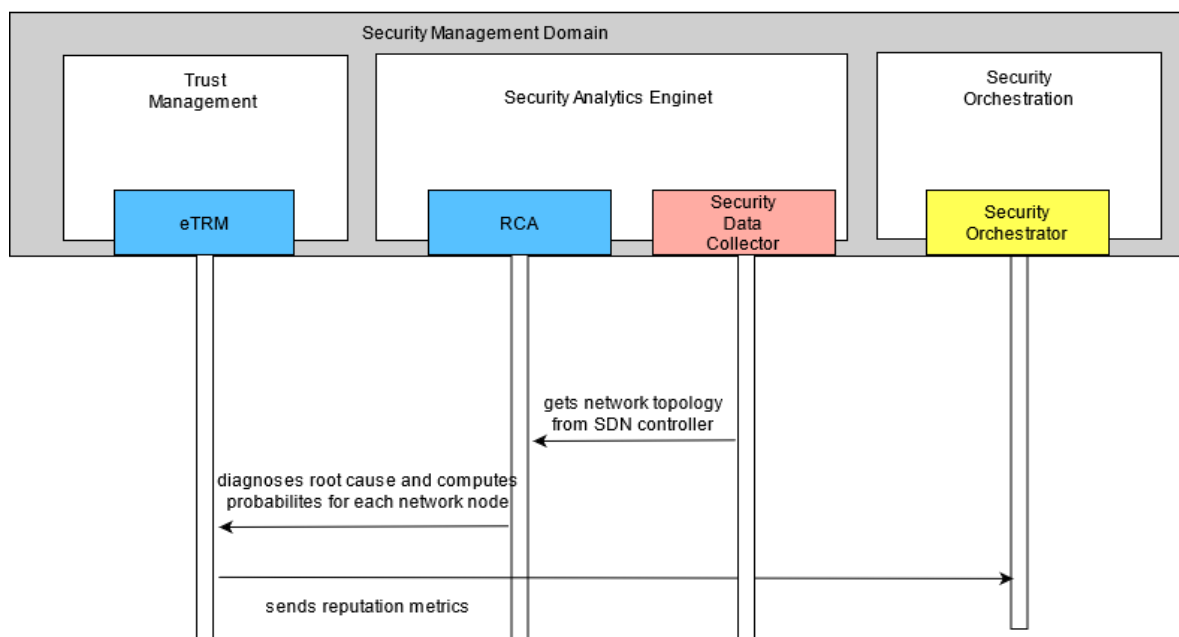 Security Management Domain
Trust
Management
Security Analytics Enginet
Security
Orchestration
eTRM
RCA
Security
Data
Collector
Security
Orchestrator
gets network topology
from SDN controller
diagnoses root cause and computes
probabilites for each network node
sends reputation metrics